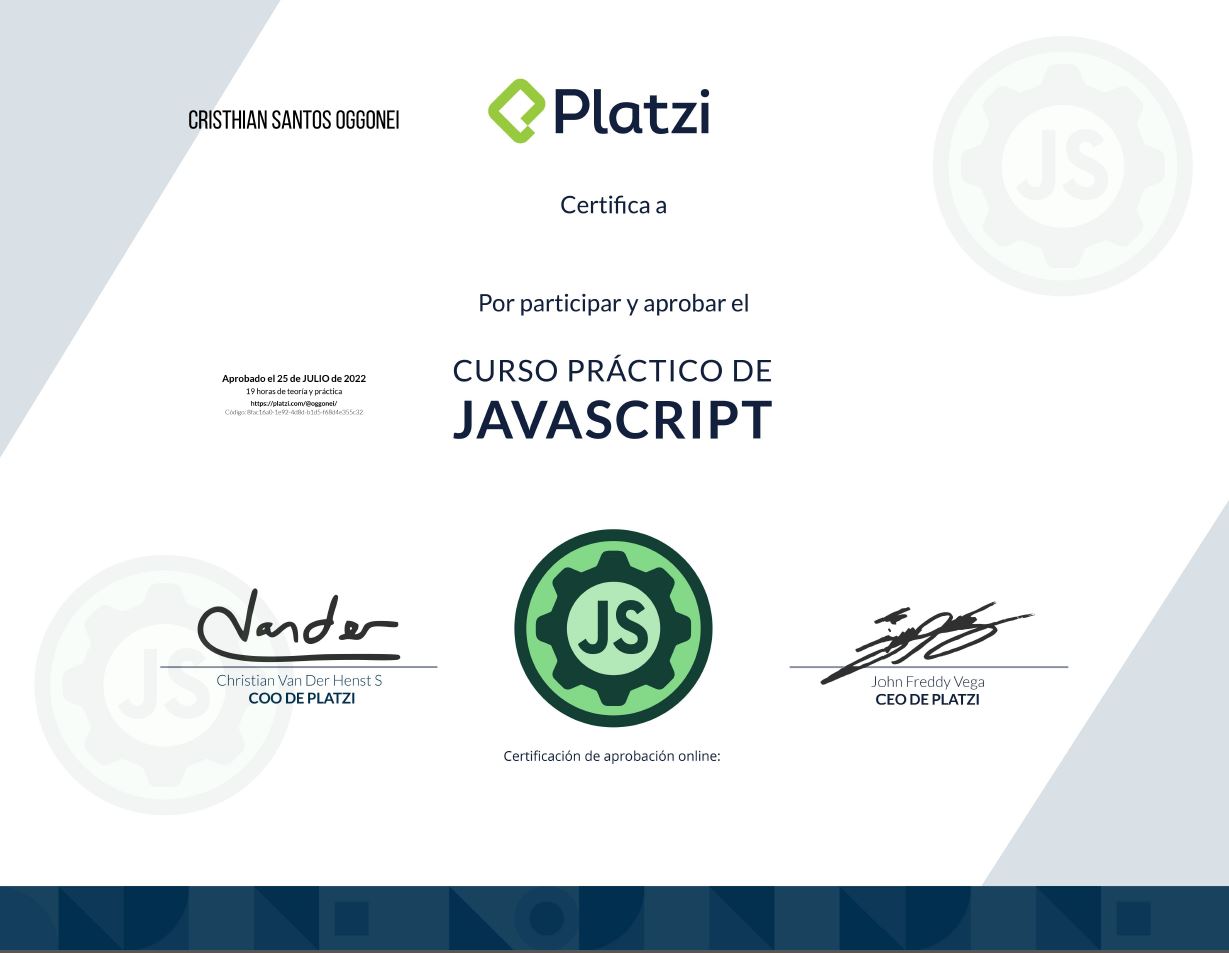 CRISTHIAN SANTOS OGGONEI
Platzi
JS
Certifica a
Por participar y aprobar el
CURSO PRÁCTICO DE
JAVASCRIPT
Aprobado el 25 de JULIO de 2022
19 horas de teoría y práctica
https://platzi.com/@oggonei/
Código: 8fac16a0-1e92-4d8d-b1d5-f68d4e355c32
JS
Vander
JS
Christian Van Der Henst S
COO DE PLATZI
John Freddy Vega
CEO DE PLATZI
Certificación de aprobación online: